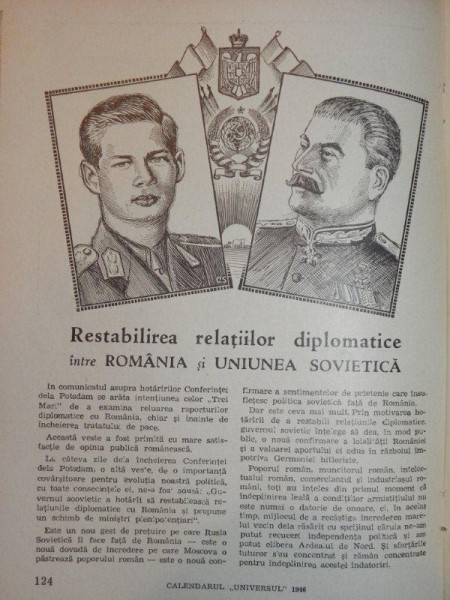 Restabilirea relațiilor diplomatice
între ROMÂNIA și UNIUNEA SOVIETICĂ
In comunicatul asupra hotărîrilor Conferinței
dela Potsdam se arăta intențiunea celor „Trei
Mari" de a examina reluarea raporturilor
diplomatice cu România, chiar și înainte de
încheierea tratatului de pace.
Această veste a fost primită cu mare satis-
facție de opinia publică românească.
La câteva zile dela încheierea Conferinței
dela Potsdam, o altă veste, de o importanță
covârșitoare pentru evoluția noastră politică,
cu toate consecințele ei, ne-a fost adusă: „Gu-
vernul sovietic a hotărît să restabilească re-
lațiunile diplomatice cu România și propune
un schimb de miniștri plenipotențiari".
Este un nou gest de prețuire pe care Rusia
Sovietică îl face față de România — este o
nouă dovadă de încredere pe care Moscova o
păstrează poporului român — este o nouă con-
firmare a sentimentelor de prietenie care însu-
flețesc politica sovietică față de România.
Dar este ceva mai mult. Prin motivarea
hotărîrii de a restabili relațiunile diplomatice,
guvernul sovietic înțelege să dea, în mod pu-
blic, o nouă confirmare a loialității României
și a valoarei aportului ei adus în războiul îm-
potriva Germaniei hitleriste.
Poporul român, muncitorul român, intelec-
tualul român, comerciantul și industriașul ro-
mâni, toți au înțeles din primul moment că
îndeplinirea leală a condițiilor armistițiului nu
este numai o datorie de onoare, ci, în acelaș
timp, mijlocul de a recâștiga încrederea mare-
lui vecin dela răsărit cu sprijinul căruia ne-am
putut recuceri independența politică și am
putut elibera Ardealul de Nord. Și sforțările
tuturor s'au concentrat și rămân concentrate
pentru îndeplinirea acestei îndatoriri.
124
CALENDARUL „UNIVERSUL" 1946